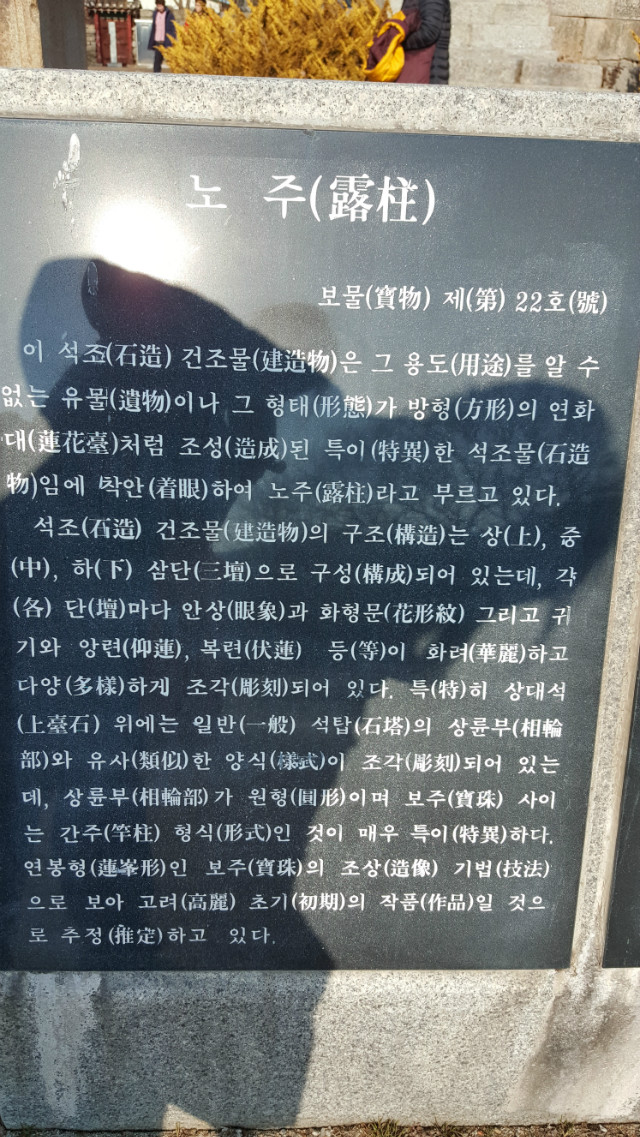 노 주(露柱)
보물(寶物) 제(第) 22호(號)
이 석조(石造) 건조물(建造物)은 그 용도(用途)를 알 수
없는 유물(遺物)이나 그 형태(形態)가 방형(方形)의 연화
대(蓮花臺)처럼 조성(造成)된 특이(特異)한 석조물(石造
物)임에 착안(着眼)하여 노주(露柱)라고 부르고 있다.
석조(石造) 건조물(建造物)의 구조(構造)는 상(上), 중
(中), 하(下) 삼단(三壇)으로 구성(構成)되어 있는데, 각
(各) 단(壇)마다 안상(眼象)과 화형문(花形紋) 그리고 귀
기와 앙련(仰蓮), 복련(伏蓮) 등(等)이 화려(華麗)하고
다양(多樣)하게 조각(彫刻)되어 있다. 특(特)히 상대석
(上臺石) 위에는 일반(一般) 석탑(石塔)의 상륜부(相輪
部)와 유사(類似)한 양식(樣式)이 조각(彫刻)되어 있는
데, 상륜부(相輪部)가 원형(圓形)이며 보주(寶珠) 사이
는 간주(竿柱) 형식(形式)인 것이 매우 특이(特異)하다.
연봉형(蓮峯形)인 보주(寶珠)의 조상(造像) 기법(技法)
으로 보아 고려(高麗) 초기(初期)의 작품(作品)일 것으
로 추정(推定)하고 있다.